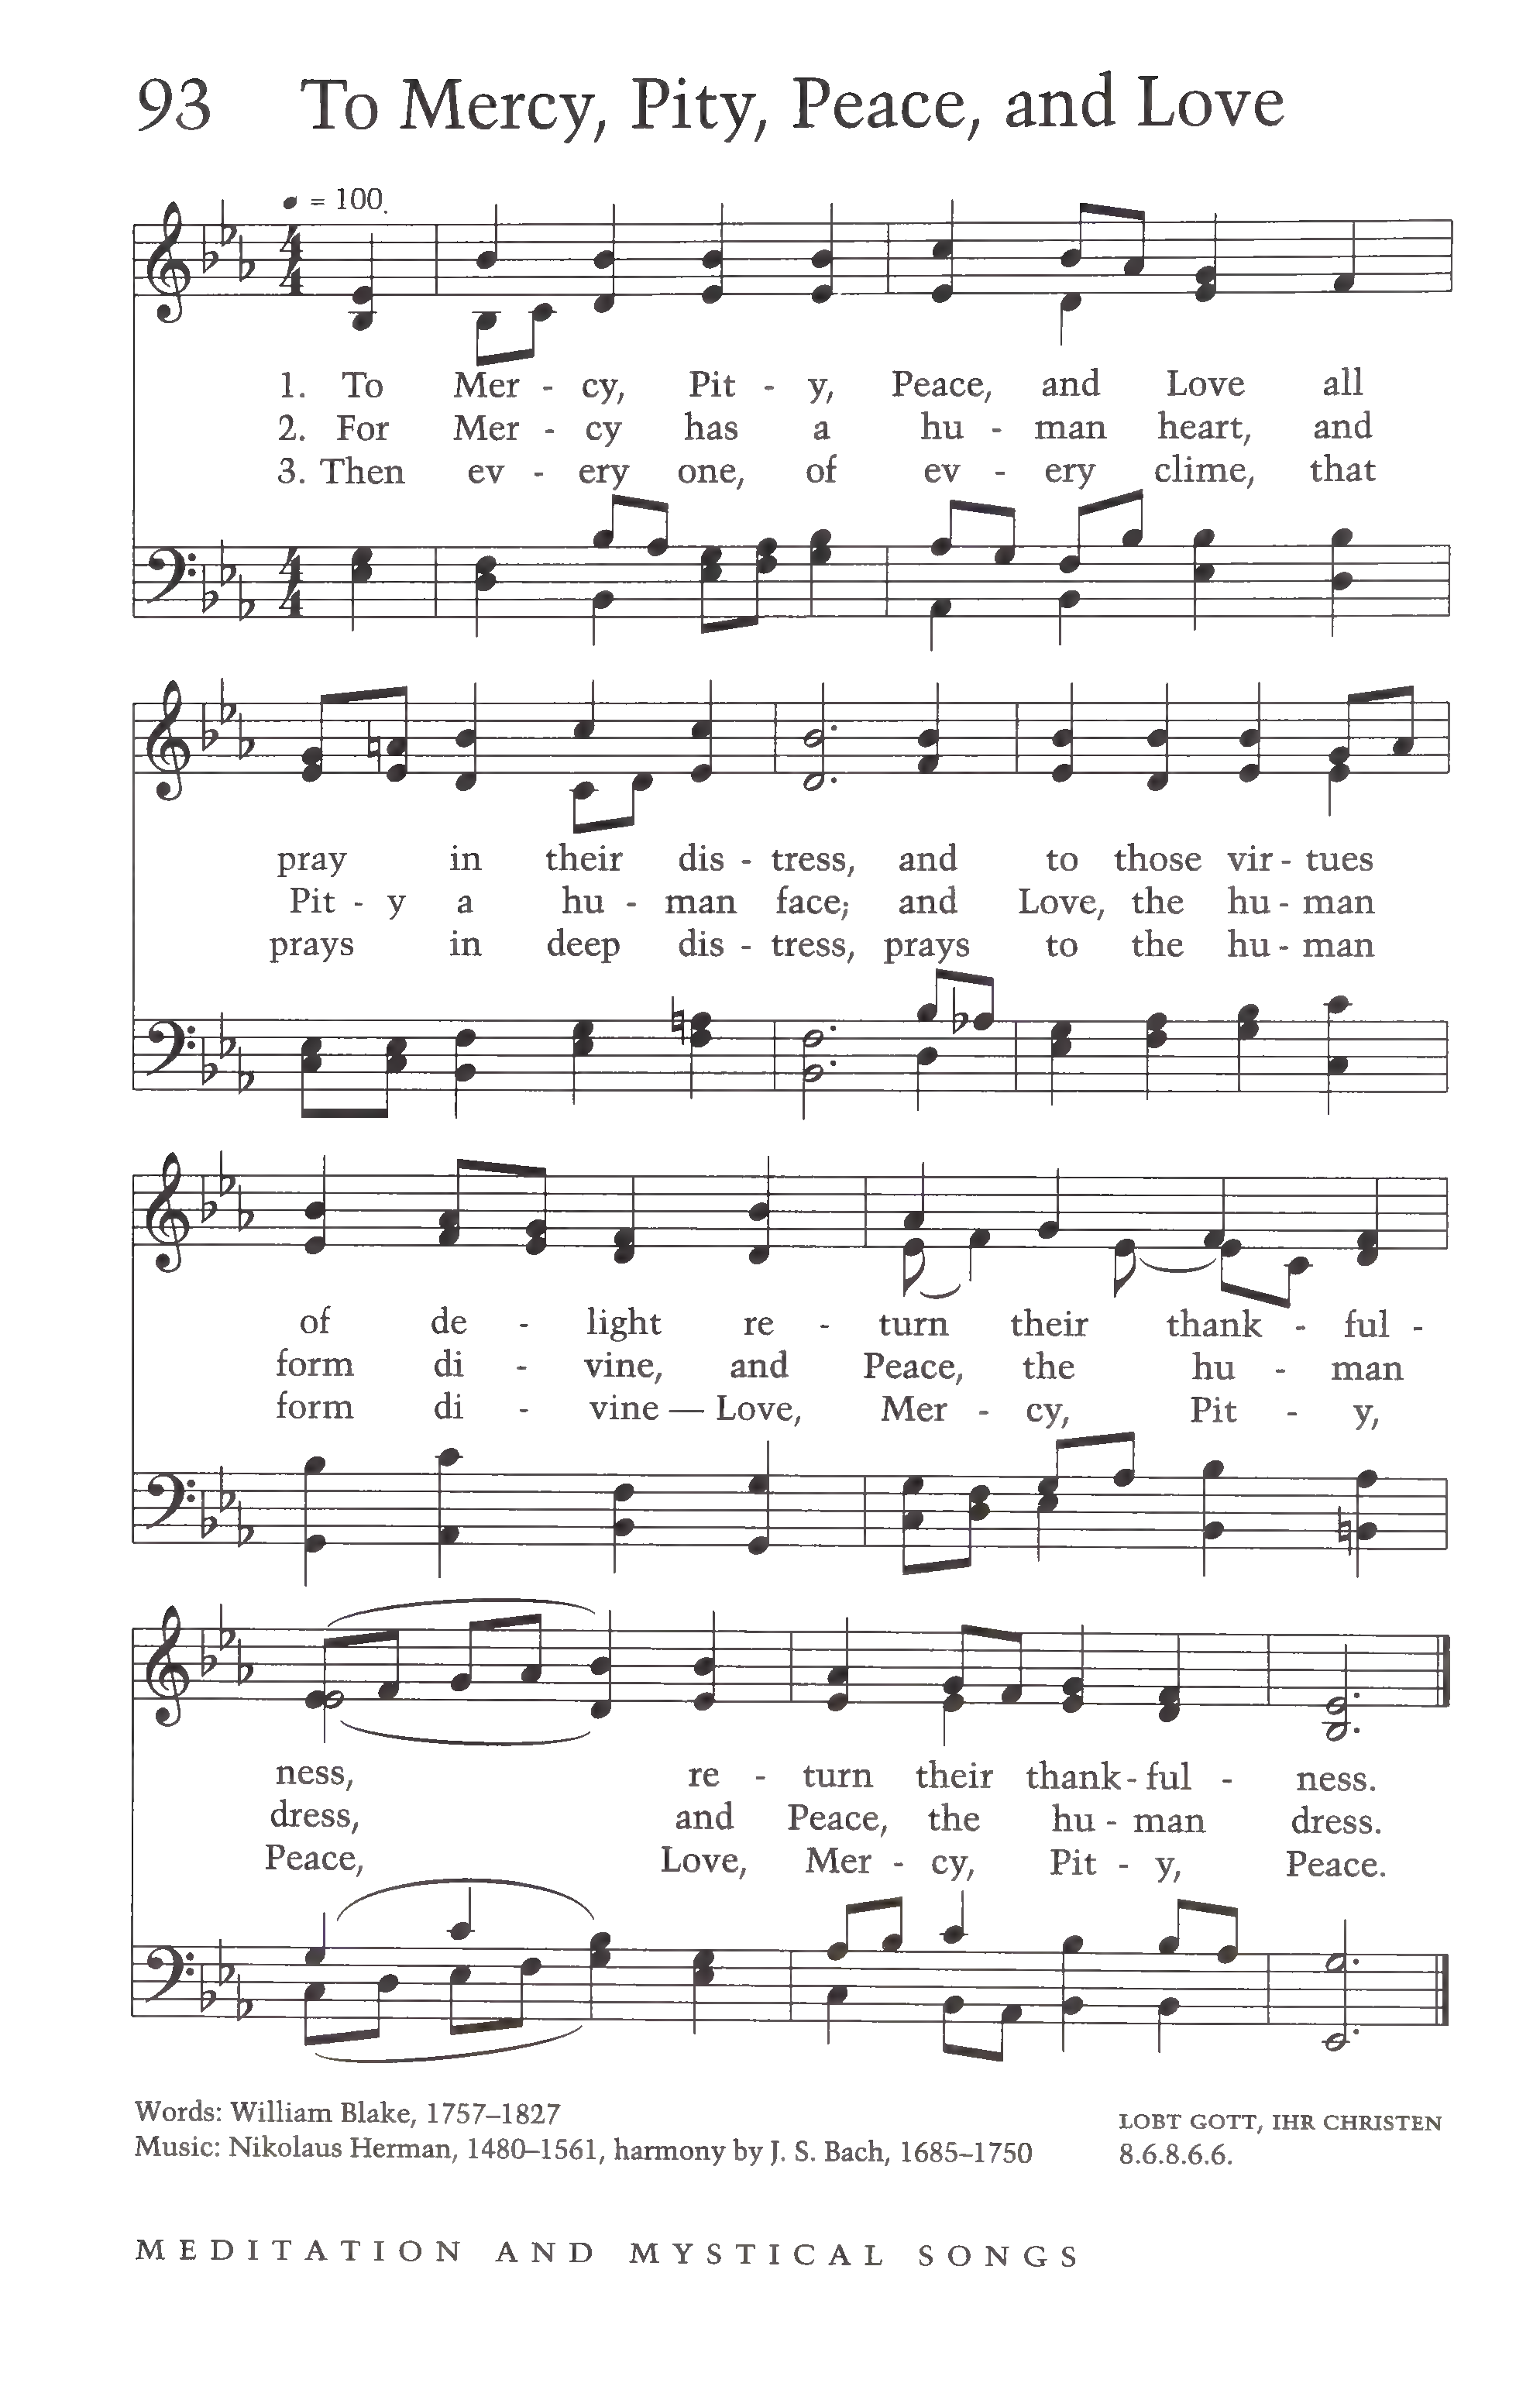 93 To Mercy, Pity, Peace, and Love
= 100.
1. To Mer - cy, Pit - y, Peace, and Love all
2. For Mer - cy has a hu - man heart, and
3. Then ev - ery one, of ev - ery clime, that
pray in their dis - tress, and to those vir - tues
Pit - y a hu - man face; and Love, the hu - man
prays in deep dis - tress, prays to the hu - man
of de - light re - turn their thank - ful -
form di - vine, and Peace, the hu - man
form di - vine — Love, Mer - cy, Pit - y,
ness, re - turn their thank - ful - ness.
dress, and Peace, the hu - man dress.
Peace, Love, Mer - cy, Pit - y, Peace.
Words: William Blake, 1757–1827
Music: Nikolaus Herman, 1480–1561, harmony by J. S. Bach, 1685–1750
LOBT GOTT, IHR CHRISTEN
8.6.8.6.6.
MEDITATION AND MYSTICAL SONGS